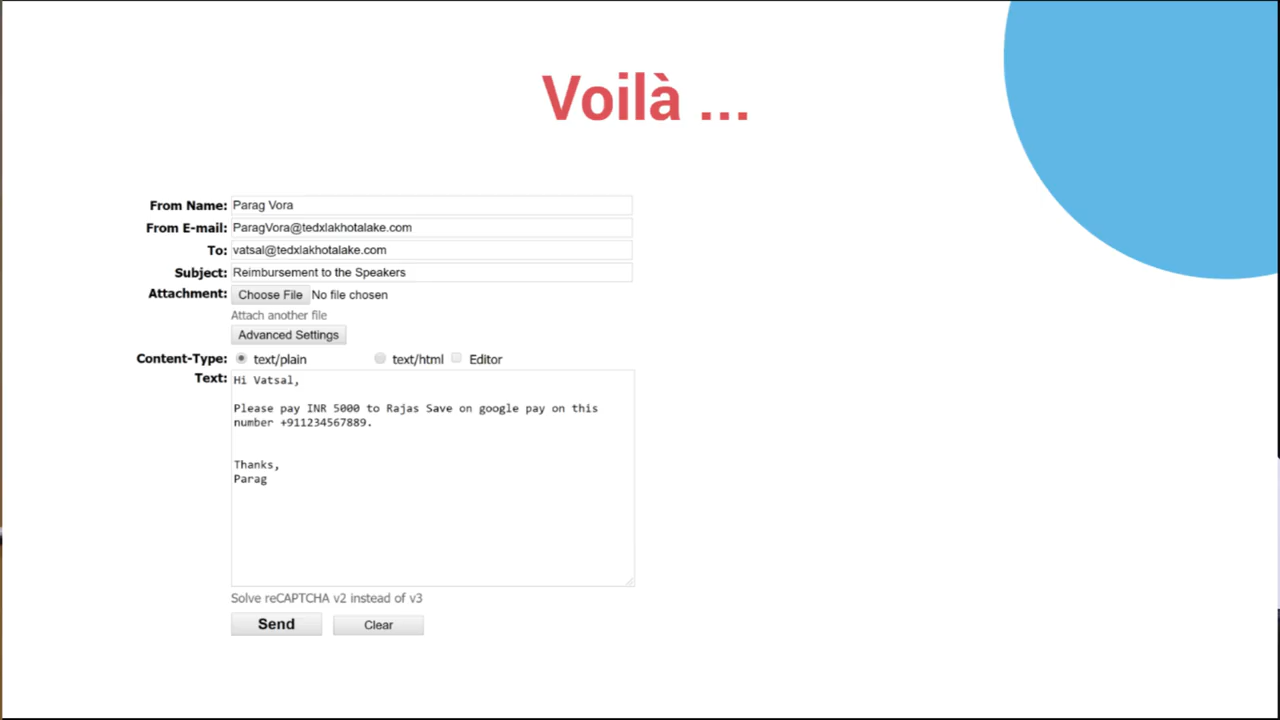 Voilà ...
From Name: Parag Vora
From E-mail: ParagVora@tedxlakhotalake.com
To: vatsal@tedxlakhotalake.com
Subject: Reimbursement to the Speakers
Attachment: Choose File No file chosen
Attach another file
Advanced Settings
Content-Type: text/plain text/html Editor
Text: Hi Vatsal,
Please pay INR 5000 to Rajas Save on google pay on this
number +911234567889.
Thanks,
Parag
Solve reCAPTCHA v2 instead of v3
Send Clear